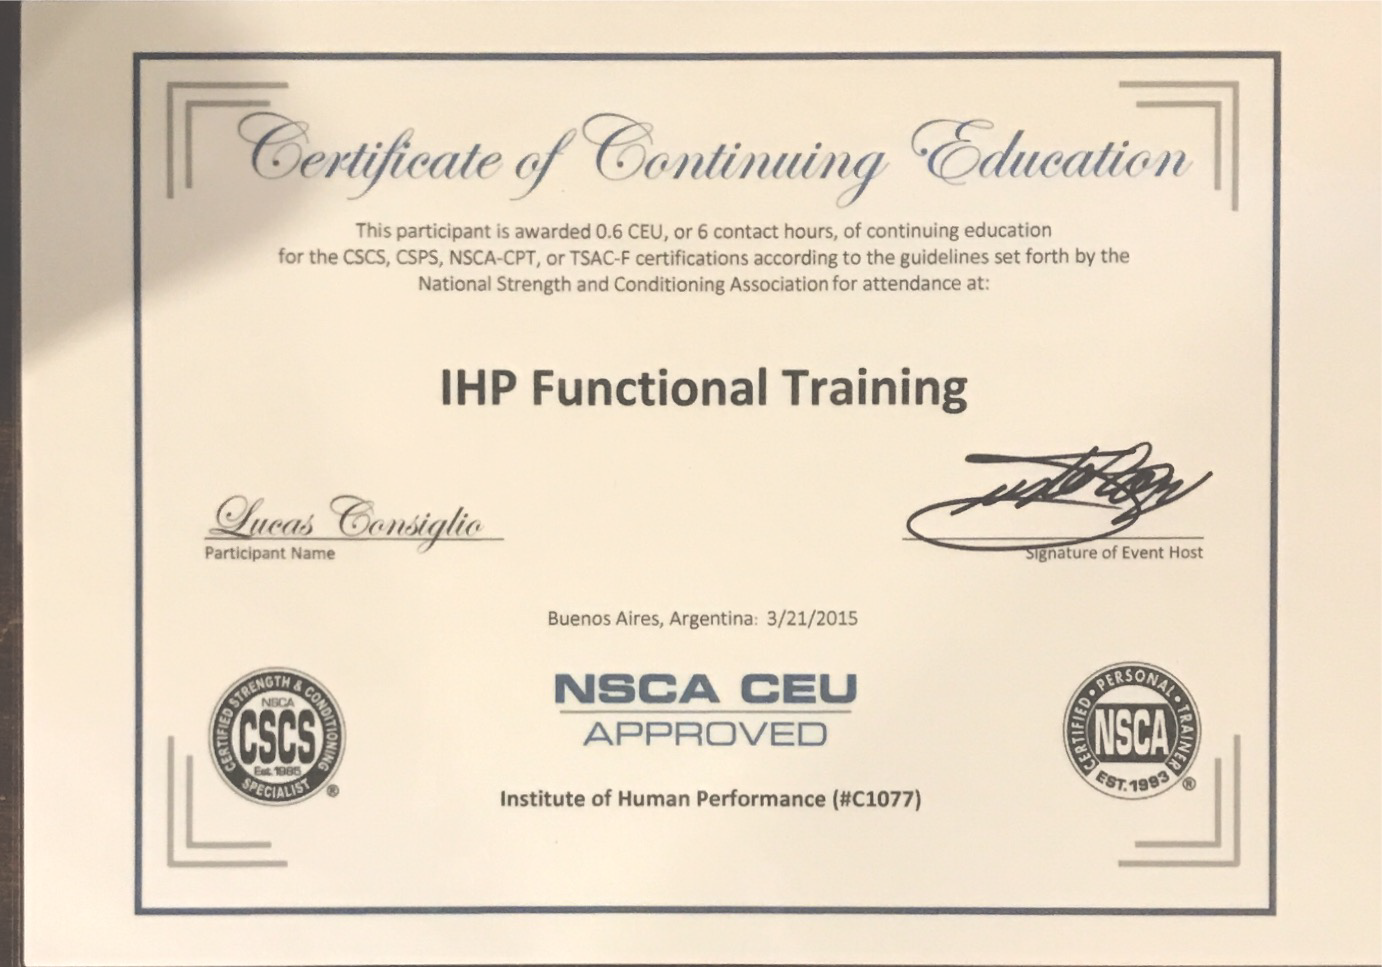 Certificate of Continuing Education
This participant is awarded 0.6 CEU, or 6 contact hours, of continuing education
for the CSCS, CSPS, NSCA-CPT, or TSAC-F certifications according to the guidelines set forth by the
National Strength and Conditioning Association for attendance at:
IHP Functional Training
Lucas Consiglio
Participant Name
Signature of Event Host
Buenos Aires, Argentina: 3/21/2015
CERTIFIED STRENGTH & CONDITIONING
NSCA
CSCS
Est. 1985
SPECIALIST
®
NSCA CEU
APPROVED
CERTIFIED • PERSONAL • TRAINER
NSCA
EST. 1993
®
Institute of Human Performance (#C1077)